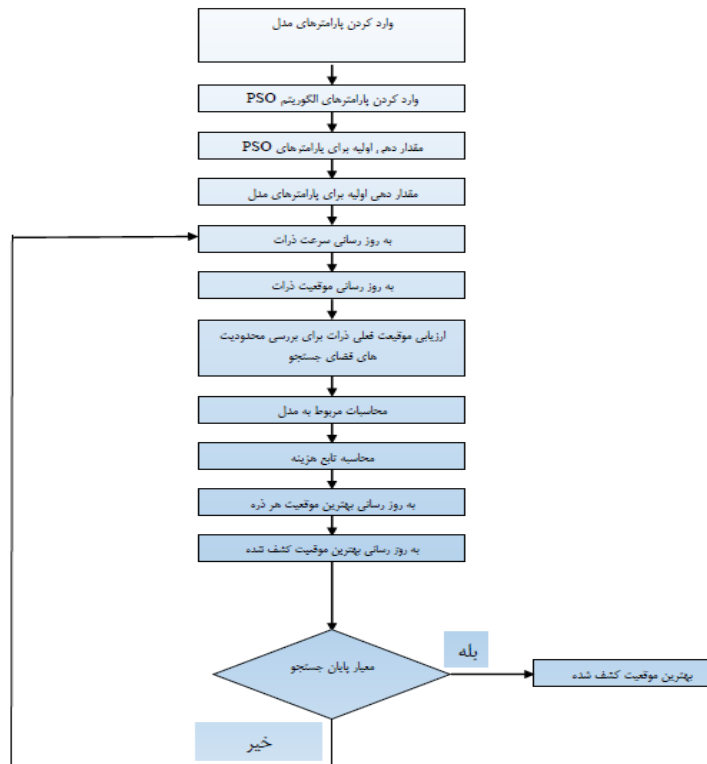 وارد کردن پارامترهای مدل
وارد کردن پارامترهای الکوریتم PSO
مقدار دهی اولیه برای پارامترهای PSO
مقدار دهی اولیه برای پارامترهای مدل
به روز رسانی سرعت ذرات
به روز رسانی موقعیت ذرات
ارزیابی موقیعت فعلی ذرات برای بررسی محدودیت
های فضای جستجو
محاسبات مربوط به مدل
محاسبه تابع هزینه
به روز رسانی بهترین موقعیت هر ذره
به روز رسانی بهترین موقعیت کشف شده
معیار پایان جستجو
بله
بهترین موقعیت کشف شده
خیر